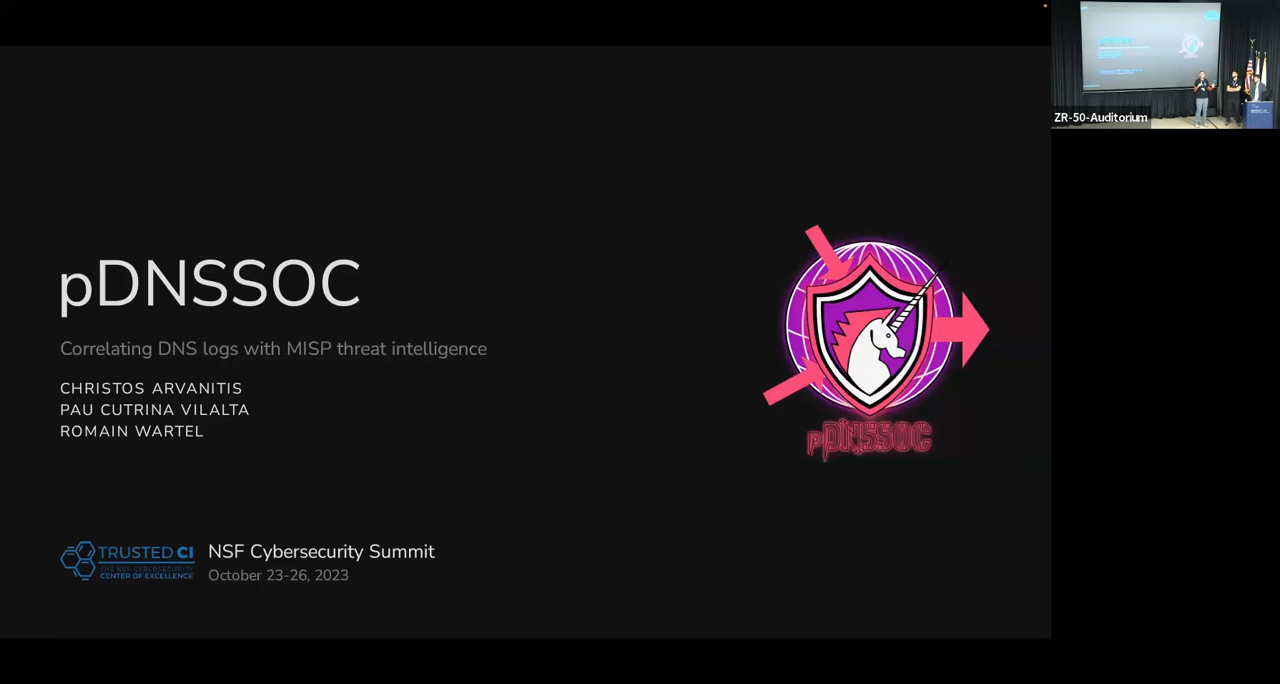 pDNSSOC
Correlating DNS logs with MISP threat intelligence
CHRISTOS ARVANITIS
PAU CUTRINA VILALTA
ROMAIN WARTEL
pDNSSOC
TRUSTED CI
THE NSF CYBERSECURITY
CENTER OF EXCELLENCE
NSF Cybersecurity Summit
October 23-26, 2023
ZR-50-Auditorium